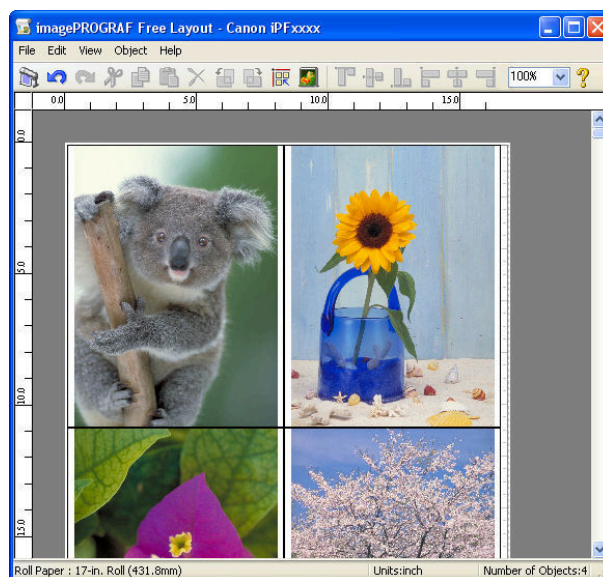 imagePROGRAF Free Layout - Canon iPFxxxx
File Edit View Object Help
100%
0.0 5.0 10.0 15.0
0.0
5.0
10.0
15.0
Roll Paper : 17-in. Roll (431.8mm) Units:inch Number of Objects:4